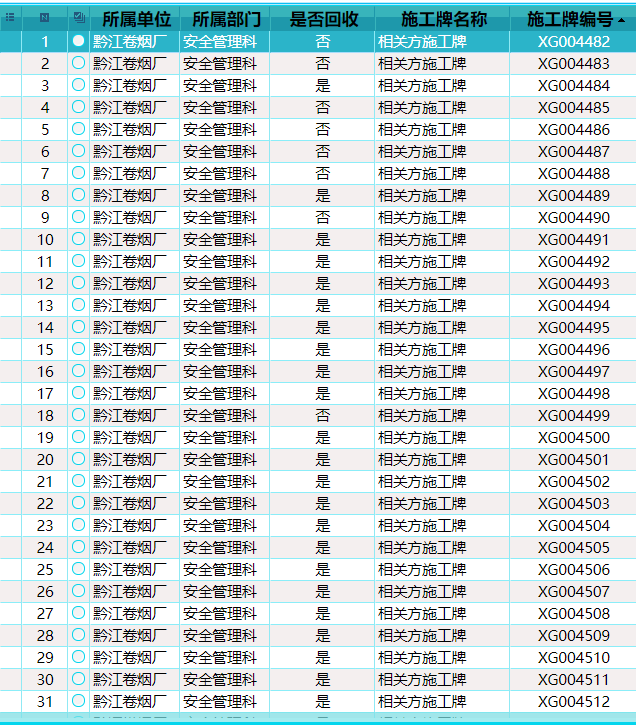 所属单位 所属部门 是否回收 施工牌名称 施工牌编号
1 黔江卷烟厂 安全管理科 否 相关方施工牌 XG004482
2 黔江卷烟厂 安全管理科 否 相关方施工牌 XG004483
3 黔江卷烟厂 安全管理科 是 相关方施工牌 XG004484
4 黔江卷烟厂 安全管理科 否 相关方施工牌 XG004485
5 黔江卷烟厂 安全管理科 否 相关方施工牌 XG004486
6 黔江卷烟厂 安全管理科 否 相关方施工牌 XG004487
7 黔江卷烟厂 安全管理科 否 相关方施工牌 XG004488
8 黔江卷烟厂 安全管理科 是 相关方施工牌 XG004489
9 黔江卷烟厂 安全管理科 否 相关方施工牌 XG004490
10 黔江卷烟厂 安全管理科 是 相关方施工牌 XG004491
11 黔江卷烟厂 安全管理科 是 相关方施工牌 XG004492
12 黔江卷烟厂 安全管理科 是 相关方施工牌 XG004493
13 黔江卷烟厂 安全管理科 是 相关方施工牌 XG004494
14 黔江卷烟厂 安全管理科 是 相关方施工牌 XG004495
15 黔江卷烟厂 安全管理科 是 相关方施工牌 XG004496
16 黔江卷烟厂 安全管理科 是 相关方施工牌 XG004497
17 黔江卷烟厂 安全管理科 是 相关方施工牌 XG004498
18 黔江卷烟厂 安全管理科 否 相关方施工牌 XG004499
19 黔江卷烟厂 安全管理科 是 相关方施工牌 XG004500
20 黔江卷烟厂 安全管理科 是 相关方施工牌 XG004501
21 黔江卷烟厂 安全管理科 是 相关方施工牌 XG004502
22 黔江卷烟厂 安全管理科 是 相关方施工牌 XG004503
23 黔江卷烟厂 安全管理科 是 相关方施工牌 XG004504
24 黔江卷烟厂 安全管理科 是 相关方施工牌 XG004505
25 黔江卷烟厂 安全管理科 是 相关方施工牌 XG004506
26 黔江卷烟厂 安全管理科 是 相关方施工牌 XG004507
27 黔江卷烟厂 安全管理科 是 相关方施工牌 XG004508
28 黔江卷烟厂 安全管理科 是 相关方施工牌 XG004509
29 黔江卷烟厂 安全管理科 是 相关方施工牌 XG004510
30 黔江卷烟厂 安全管理科 是 相关方施工牌 XG004511
31 黔江卷烟厂 安全管理科 是 相关方施工牌 XG004512